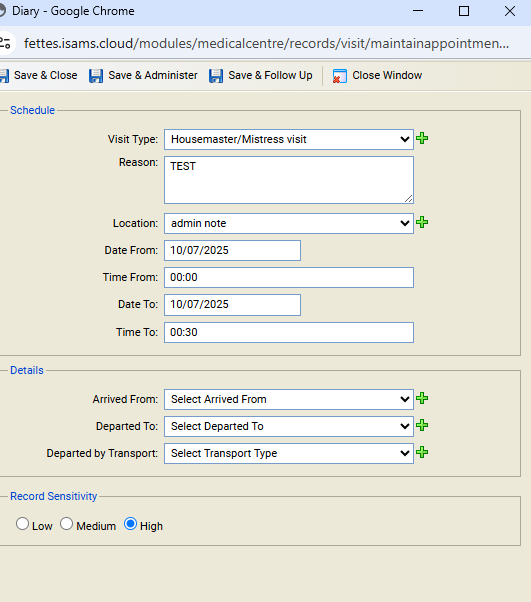 Diary - Google Chrome
fettes.isams.cloud/modules/medicalcentre/records/visit/maintainappointmen...
Save & Close Save & Administer Save & Follow Up Close Window
Schedule
Visit Type: Housemaster/Mistress visit
Reason: TEST
Location: admin note
Date From: 10/07/2025
Time From: 00:00
Date To: 10/07/2025
Time To: 00:30
Details
Arrived From: Select Arrived From
Departed To: Select Departed To
Departed by Transport: Select Transport Type
Record Sensitivity
Low Medium High